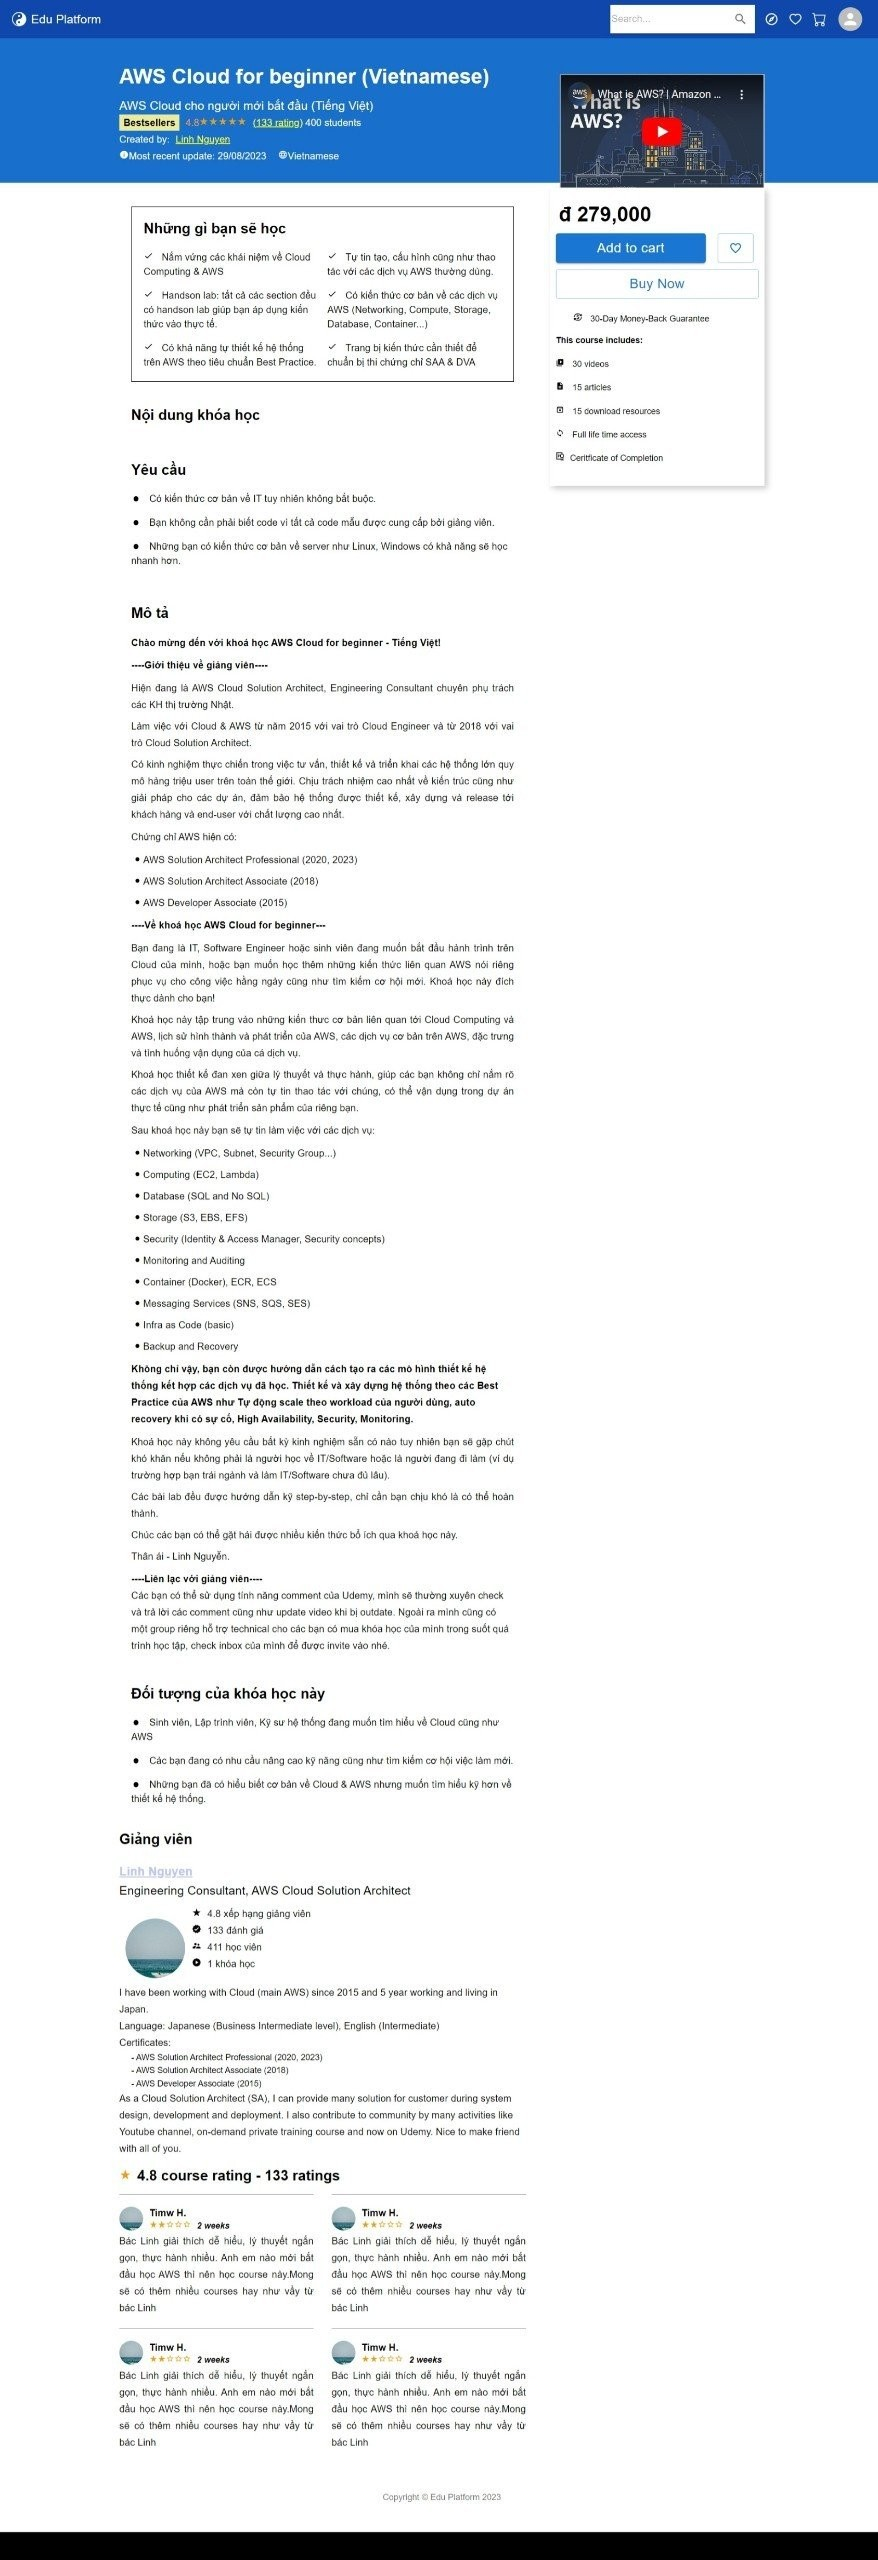 Edu Platform
Search...
AWS Cloud for beginner (Vietnamese)
AWS Cloud cho người mới bắt đầu (Tiếng Việt)
Bestsellers 4.8★★★★★ (133 rating) 400 students
Created by: Linh Nguyen
Most recent update: 29/08/2023 Vietnamese
aws What is AWS? | Amazon ...
What is
AWS?
đ 279,000
Add to cart
Buy Now
30-Day Money-Back Guarantee
This course includes:
30 videos
15 articles
15 download resources
Full life time access
Ceritficate of Completion
Những gì bạn sẽ học
Nắm vững các khái niệm về Cloud
Computing & AWS
Tự tin tạo, cấu hình cũng như thao
tác với các dịch vụ AWS thường dùng.
Handson lab: tất cả các section đều
có handson lab giúp bạn áp dụng kiến
thức vào thực tế.
Có kiến thức cơ bản về các dịch vụ
AWS (Networking, Compute, Storage,
Database, Container...)
Có khả năng tự thiết kế hệ thống
trên AWS theo tiêu chuẩn Best Practice.
Trang bị kiến thức cần thiết để
chuẩn bị thi chứng chỉ SAA & DVA
Nội dung khóa học
Yêu cầu
Có kiến thức cơ bản về IT tuy nhiên không bắt buộc.
Bạn không cần phải biết code vì tất cả code mẫu được cung cấp bởi giảng viên.
Những bạn có kiến thức cơ bản về server như Linux, Windows có khả năng sẽ học
nhanh hơn.
Mô tả
Chào mừng đến với khoá học AWS Cloud for beginner - Tiếng Việt!
----Giới thiệu về giảng viên----
Hiện đang là AWS Cloud Solution Architect, Engineering Consultant chuyên phụ trách
các KH thị trường Nhật.
Làm việc với Cloud & AWS từ năm 2015 với vai trò Cloud Engineer và từ 2018 với vai
trò Cloud Solution Architect.
Có kinh nghiệm thực chiến trong việc tư vấn, thiết kế và triển khai các hệ thống lớn quy
mô hàng triệu user trên toàn thế giới. Chịu trách nhiệm cao nhất về kiến trúc cũng như
giải pháp cho các dự án, đảm bảo hệ thống được thiết kế, xây dựng và release tới
khách hàng và end-user với chất lượng cao nhất.
Chứng chỉ AWS hiện có:
• AWS Solution Architect Professional (2020, 2023)
• AWS Solution Architect Associate (2018)
• AWS Developer Associate (2015)
----Về khoá học AWS Cloud for beginner---
Bạn đang là IT, Software Engineer hoặc sinh viên đang muốn bắt đầu hành trình trên
Cloud của mình, hoặc bạn muốn học thêm những kiến thức liên quan AWS nói riêng
phục vụ cho công việc hằng ngày cũng như tìm kiếm cơ hội mới. Khoá học này đích
thực dành cho bạn!
Khoá học này tập trung vào những kiến thưc cơ bản liên quan tới Cloud Computing và
AWS, lịch sử hình thành và phát triển của AWS, các dịch vụ cơ bản trên AWS, đặc trưng
và tình huống vận dụng của cá dịch vụ.
Khoá học thiết kế đan xen giữa lý thuyết và thực hành, giúp các bạn không chỉ nắm rõ
các dịch vụ của AWS mà còn tự tin thao tác với chúng, có thể vận dụng trong dự án
thực tế cũng như phát triển sản phẩm của riêng bạn.
Sau khoá học này bạn sẽ tự tin làm việc với các dịch vụ:
• Networking (VPC, Subnet, Security Group...)
• Computing (EC2, Lambda)
• Database (SQL and No SQL)
• Storage (S3, EBS, EFS)
• Security (Identity & Access Manager, Security concepts)
• Monitoring and Auditing
• Container (Docker), ECR, ECS
• Messaging Services (SNS, SQS, SES)
• Infra as Code (basic)
• Backup and Recovery
Không chỉ vậy, bạn còn được hướng dẫn cách tạo ra các mô hình thiết kế hệ
thống kết hợp các dịch vụ đã học. Thiết kế và xây dựng hệ thống theo các Best
Practice của AWS như Tự động scale theo workload của người dùng, auto
recovery khi có sự cố, High Availability, Security, Monitoring.
Khoá học này không yêu cầu bất kỳ kinh nghiệm sẵn có nào tuy nhiên bạn sẽ gặp chút
khó khăn nếu không phải là người học về IT/Software hoặc là người đang đi làm (ví dụ
trường hợp bạn trái ngành và làm IT/Software chưa đủ lâu).
Các bài lab đều được hướng dẫn kỹ step-by-step, chỉ cần bạn chịu khó là có thể hoàn
thành.
Chúc các bạn có thể gặt hái được nhiều kiến thức bổ ích qua khoá học này.
Thân ái - Linh Nguyễn.
----Liên lạc với giảng viên----
Các bạn có thể sử dụng tính năng comment của Udemy, mình sẽ thường xuyên check
và trả lời các comment cũng như update video khi bị outdate. Ngoài ra mình cũng có
một group riêng hỗ trợ technical cho các bạn có mua khóa học của mình trong suốt quá
trình học tập, check inbox của mình để được invite vào nhé.
Đối tượng của khóa học này
Sinh viên, Lập trình viên, Kỹ sư hệ thống đang muốn tìm hiểu về Cloud cũng như
AWS
Các bạn đang có nhu cầu nâng cao kỹ năng cũng như tìm kiếm cơ hội việc làm mới.
Những bạn đã có hiểu biết cơ bản về Cloud & AWS nhưng muốn tìm hiểu kỹ hơn về
thiết kế hệ thống.
Giảng viên
Linh Nguyen
Engineering Consultant, AWS Cloud Solution Architect
4.8 xếp hạng giảng viên
133 đánh giá
411 học viên
1 khóa học
I have been working with Cloud (main AWS) since 2015 and 5 year working and living in
Japan.
Language: Japanese (Business Intermediate level), English (Intermediate)
Certificates:
- AWS Solution Architect Professional (2020, 2023)
- AWS Solution Architect Associate (2018)
- AWS Developer Associate (2015)
As a Cloud Solution Architect (SA), I can provide many solution for customer during system
design, development and deployment. I also contribute to community by many activities like
Youtube channel, on-demand private training course and now on Udemy. Nice to make friend
with all of you.
★ 4.8 course rating - 133 ratings
Timw H.
★★☆☆☆ 2 weeks
Bác Linh giải thích dễ hiểu, lý thuyết ngắn
gọn, thực hành nhiều. Anh em nào mới bắt
đầu học AWS thì nên học course này.Mong
sẽ có thêm nhiều courses hay như vầy từ
bác Linh
Timw H.
★★☆☆☆ 2 weeks
Bác Linh giải thích dễ hiểu, lý thuyết ngắn
gọn, thực hành nhiều. Anh em nào mới bắt
đầu học AWS thì nên học course này.Mong
sẽ có thêm nhiều courses hay như vầy từ
bác Linh
Timw H.
★★☆☆☆ 2 weeks
Bác Linh giải thích dễ hiểu, lý thuyết ngắn
gọn, thực hành nhiều. Anh em nào mới bắt
đầu học AWS thì nên học course này.Mong
sẽ có thêm nhiều courses hay như vầy từ
bác Linh
Timw H.
★★☆☆☆ 2 weeks
Bác Linh giải thích dễ hiểu, lý thuyết ngắn
gọn, thực hành nhiều. Anh em nào mới bắt
đầu học AWS thì nên học course này.Mong
sẽ có thêm nhiều courses hay như vầy từ
bác Linh
Copyright © Edu Platform 2023